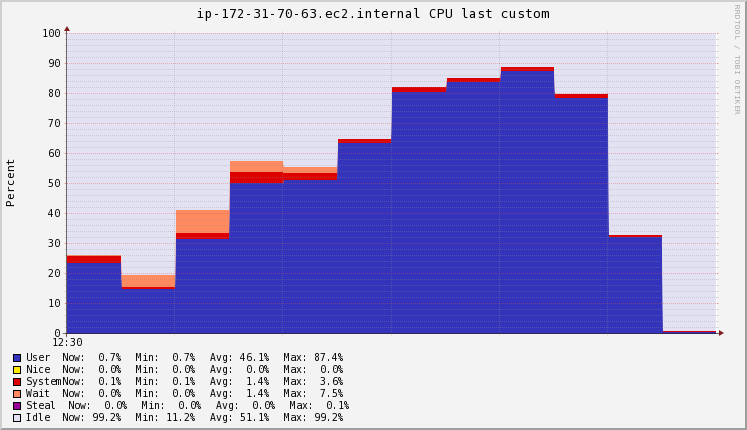 ip-172-31-70-63.ec2.internal CPU last custom
RRDTOOL / TOBI OETIKER
Percent
100
90
80
70
60
50
40
30
20
10
0
12:30
User Now: 0.7% Min: 0.7% Avg: 46.1% Max: 87.4%
Nice Now: 0.0% Min: 0.0% Avg: 0.0% Max: 0.0%
System Now: 0.1% Min: 0.1% Avg: 1.4% Max: 3.6%
Wait Now: 0.0% Min: 0.0% Avg: 1.4% Max: 7.5%
Steal Now: 0.0% Min: 0.0% Avg: 0.0% Max: 0.1%
Idle Now: 99.2% Min: 11.2% Avg: 51.1% Max: 99.2%